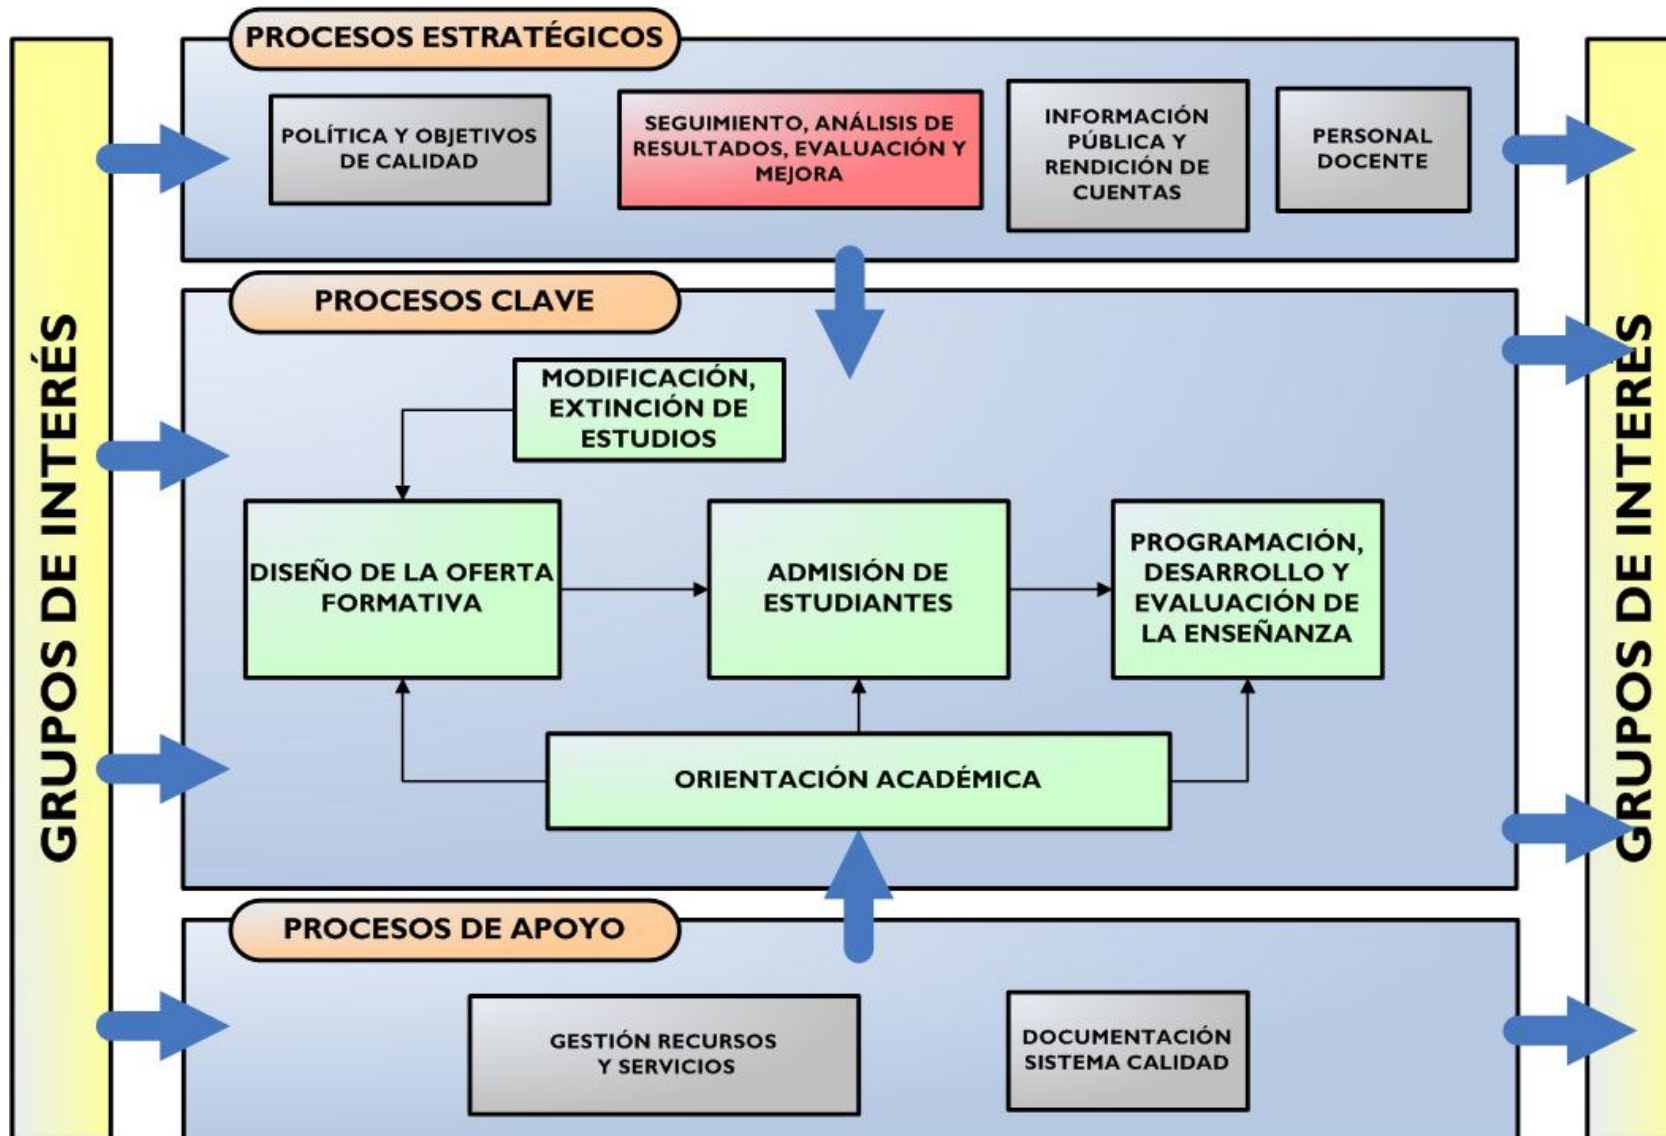 PROCESOS ESTRATÉGICOS
POLÍTICA Y OBJETIVOS
DE CALIDAD
SEGUIMIENTO, ANÁLISIS DE
RESULTADOS, EVALUACIÓN Y
MEJORA
INFORMACIÓN
PÚBLICA Y
RENDICIÓN DE
CUENTAS
PERSONAL
DOCENTE
GRUPOS DE INTERÉS
PROCESOS CLAVE
MODIFICACIÓN,
EXTINCIÓN DE
ESTUDIOS
DISEÑO DE LA OFERTA
FORMATIVA
ADMISIÓN DE
ESTUDIANTES
PROGRAMACIÓN,
DESARROLLO Y
EVALUACIÓN DE
LA ENSEÑANZA
ORIENTACIÓN ACADÉMICA
GRUPOS DE INTERÉS
PROCESOS DE APOYO
GESTIÓN RECURSOS
Y SERVICIOS
DOCUMENTACIÓN
SISTEMA CALIDAD